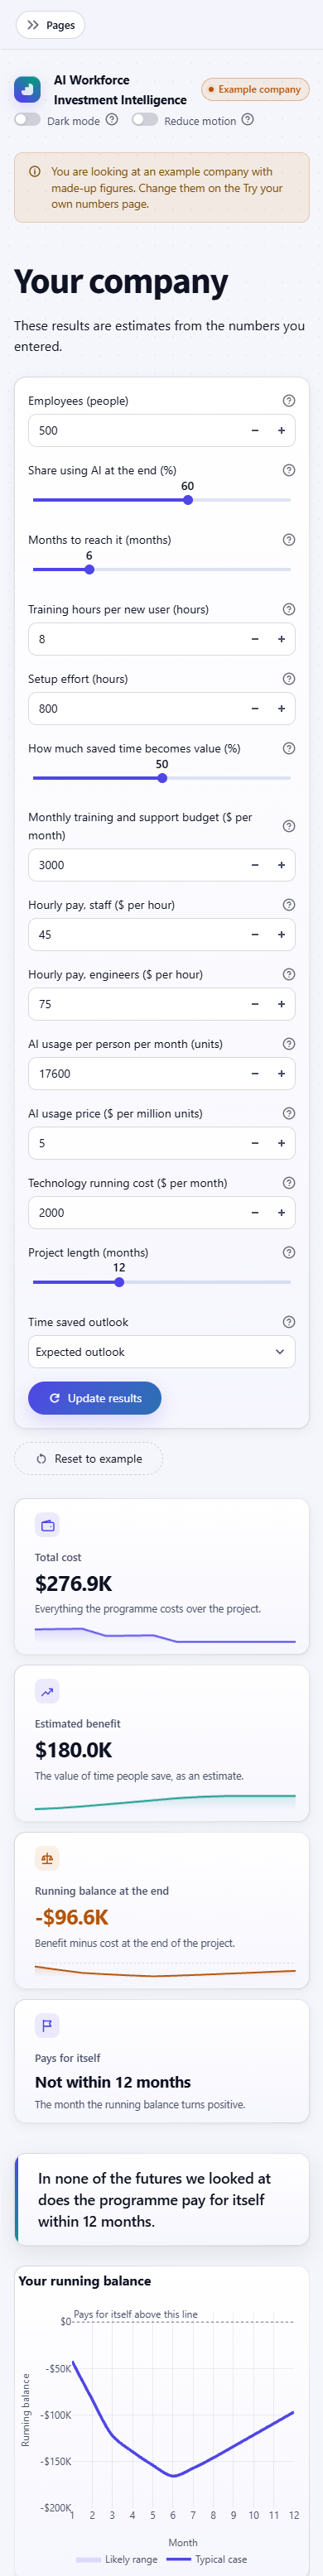 Pages
AI Workforce
Investment Intelligence
Example company
Dark mode
Reduce motion
You are looking at an example company with
made-up figures. Change them on the Try your
own numbers page.
Your company
These results are estimates from the numbers you
entered.
Employees (people)
500
Share using AI at the end (%)
60
Months to reach it (months)
6
Training hours per new user (hours)
8
Setup effort (hours)
800
How much saved time becomes value (%)
50
Monthly training and support budget ($ per
month)
3000
Hourly pay, staff ($ per hour)
45
Hourly pay, engineers ($ per hour)
75
AI usage per person per month (units)
17600
AI usage price ($ per million units)
5
Technology running cost ($ per month)
2000
Project length (months)
12
Time saved outlook
Expected outlook
Update results
Reset to example
Total cost
$276.9K
Everything the programme costs over the project.
Estimated benefit
$180.0K
The value of time people save, as an estimate.
Running balance at the end
-$96.6K
Benefit minus cost at the end of the project.
Pays for itself
Not within 12 months
The month the running balance turns positive.
In none of the futures we looked at
does the programme pay for itself
within 12 months.
Your running balance
Pays for itself above this line
$0
-$50K
-$100K
-$150K
-$200K
Running balance
1 2 3 4 5 6 7 8 9 10 11 12
Month
Likely range Typical case